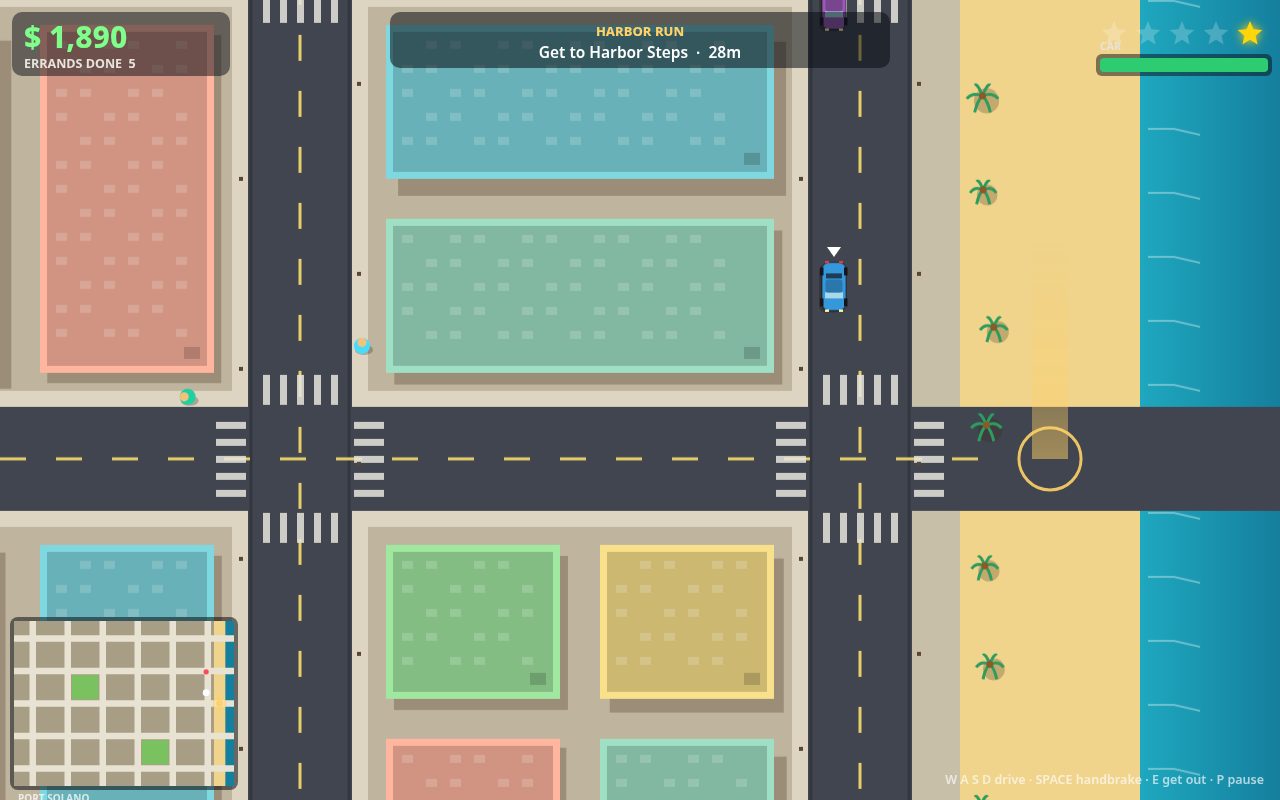 $ 1,890
ERRANDS DONE 5
HARBOR RUN
Get to Harbor Steps · 28m
CAR
W A S D drive · SPACE handbrake · E get out · P pause
PORT SOLANO